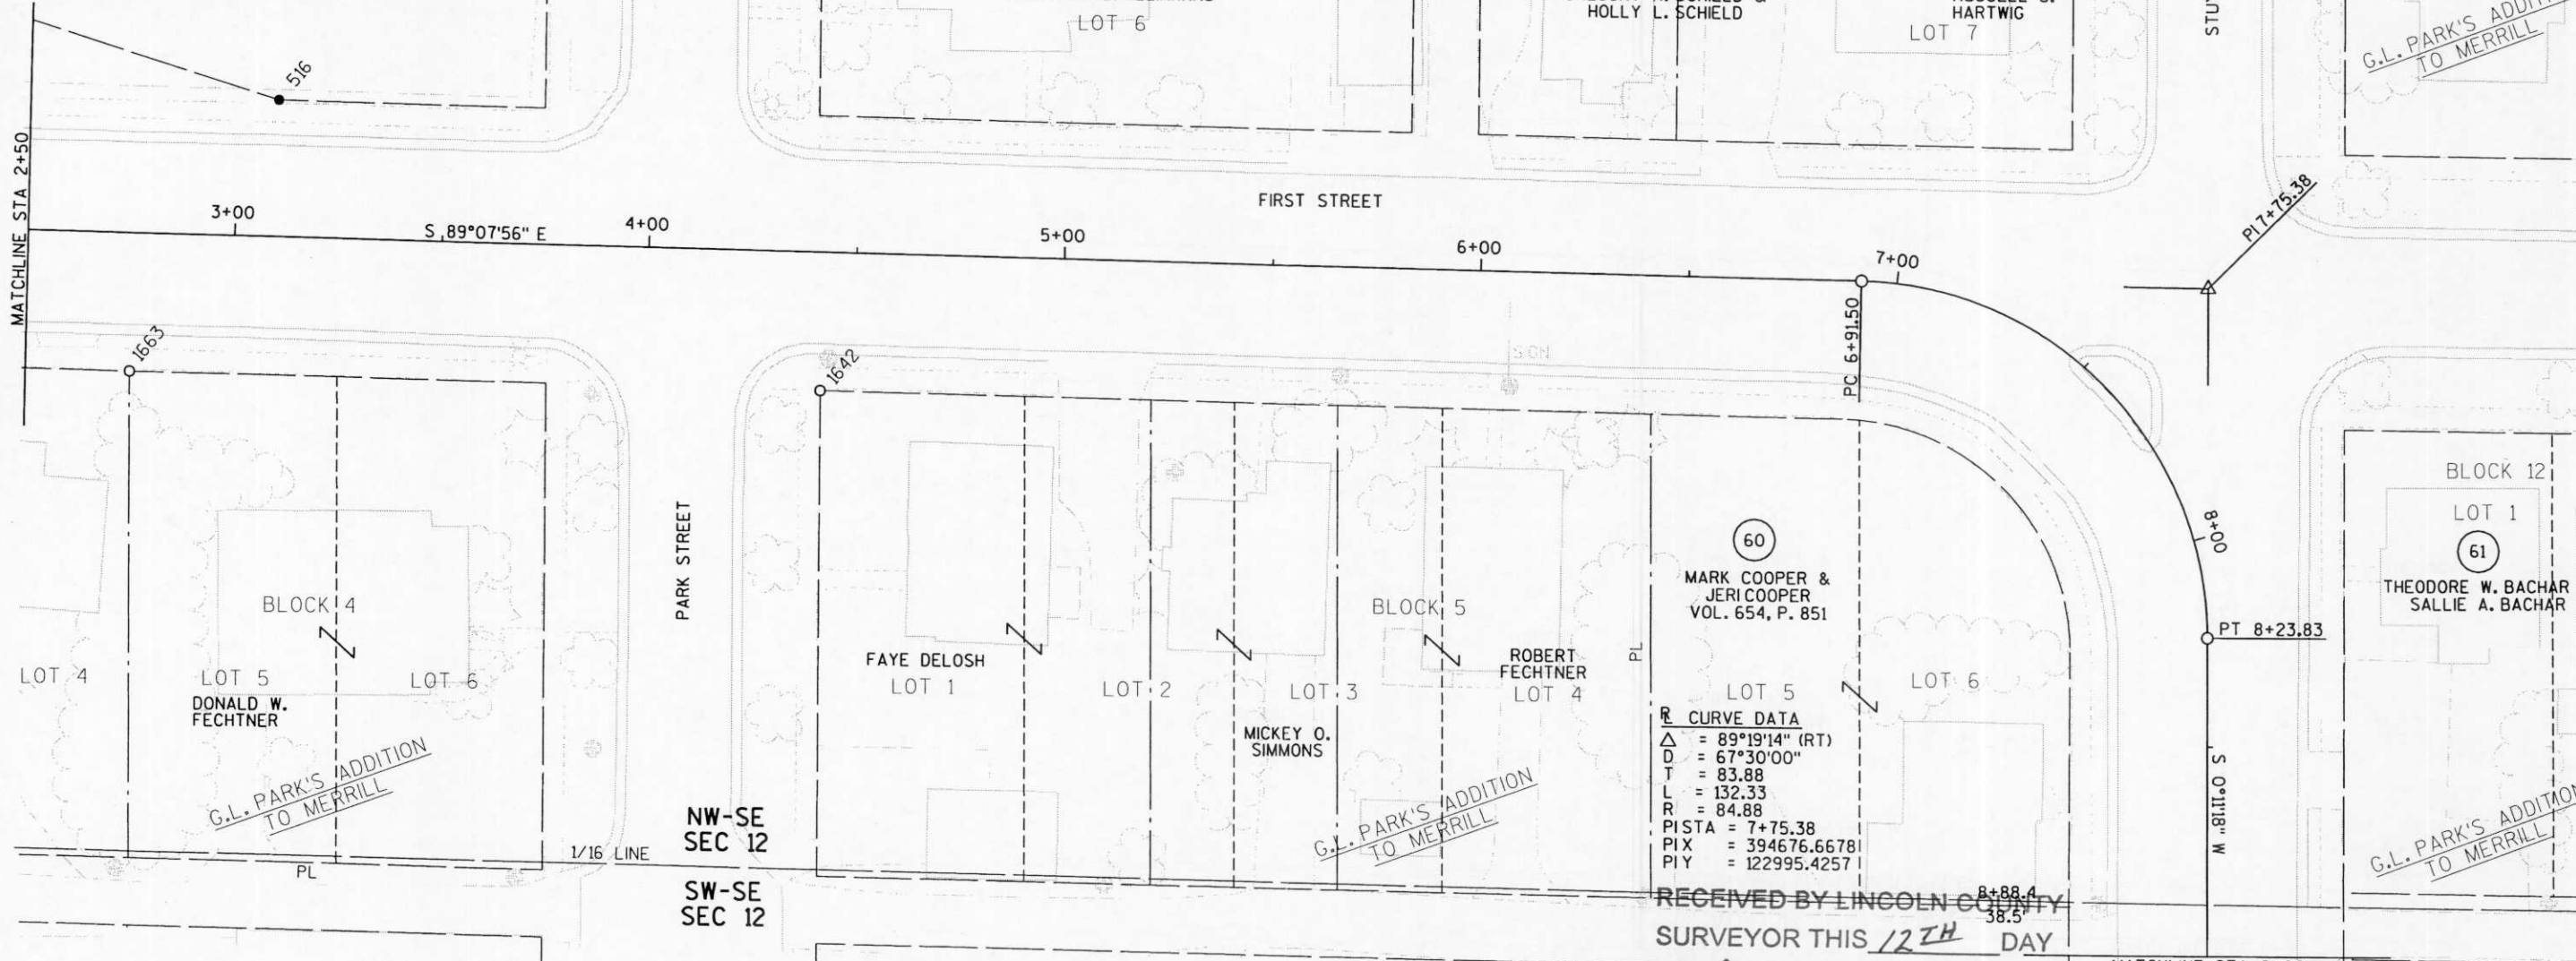 LOT 6
HOLLY L. SCHIELD
HARTWIG
LOT 7
G.L. PARK'S
TO MERRILL
516
MATCHLINE STA 2+50
FIRST STREET
3+00
S 89°07'56" E
4+00
5+00
6+00
7+00
PI 7+75.38
PC 6+91.50
1663
1642
SIGN
PARK STREET
BLOCK 4
LOT 4
LOT 5
LOT 6
DONALD W.
FECHTNER
G.L. PARK'S ADDITION
TO MERRILL
PL
1/16 LINE
NW-SE
SEC 12
SW-SE
SEC 12
FAYE DELOSH
LOT 1
LOT 2
LOT 3
MICKEY O.
SIMMONS
BLOCK 5
ROBERT
FECHTNER
LOT 4
G.L. PARK'S ADDITION
TO MERRILL
PL
60
MARK COOPER &
JERI COOPER
VOL. 654, P. 851
LOT 5
LOT 6
CURVE DATA
Δ = 89°19'14" (RT)
D = 67°30'00"
T = 83.88
L = 132.33
R = 84.88
PI STA = 7+75.38
PI X = 394676.6678
PI Y = 122995.4257
8+00
PT 8+23.83
S 0°11'18" W
BLOCK 12
LOT 1
61
THEODORE W. BACHAR
SALLIE A. BACHAR
G.L. PARK'S ADDITION
TO MERRILL
8+88.4
38.5'
RECEIVED BY LINCOLN COUNTY
SURVEYOR THIS 12TH DAY